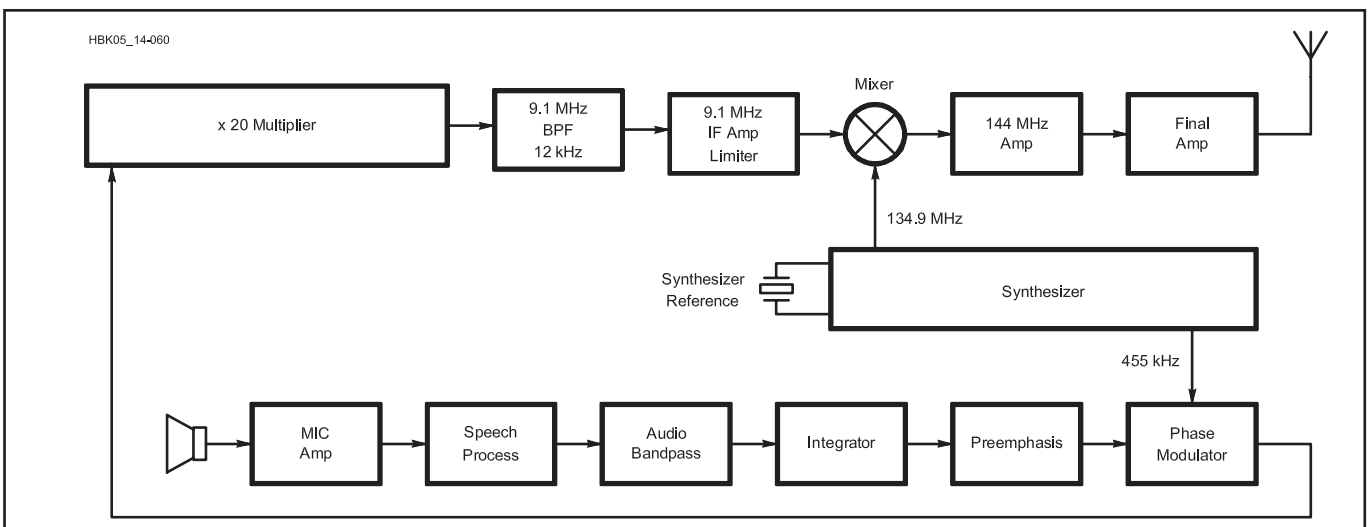 HBK05_14-060
x 20 Multiplier
9.1 MHz
BPF
12 kHz
9.1 MHz
IF Amp
Limiter
Mixer
144 MHz
Amp
Final
Amp
134.9 MHz
Synthesizer
Reference
Synthesizer
455 kHz
MIC
Amp
Speech
Process
Audio
Bandpass
Integrator
Preemphasis
Phase
Modulator